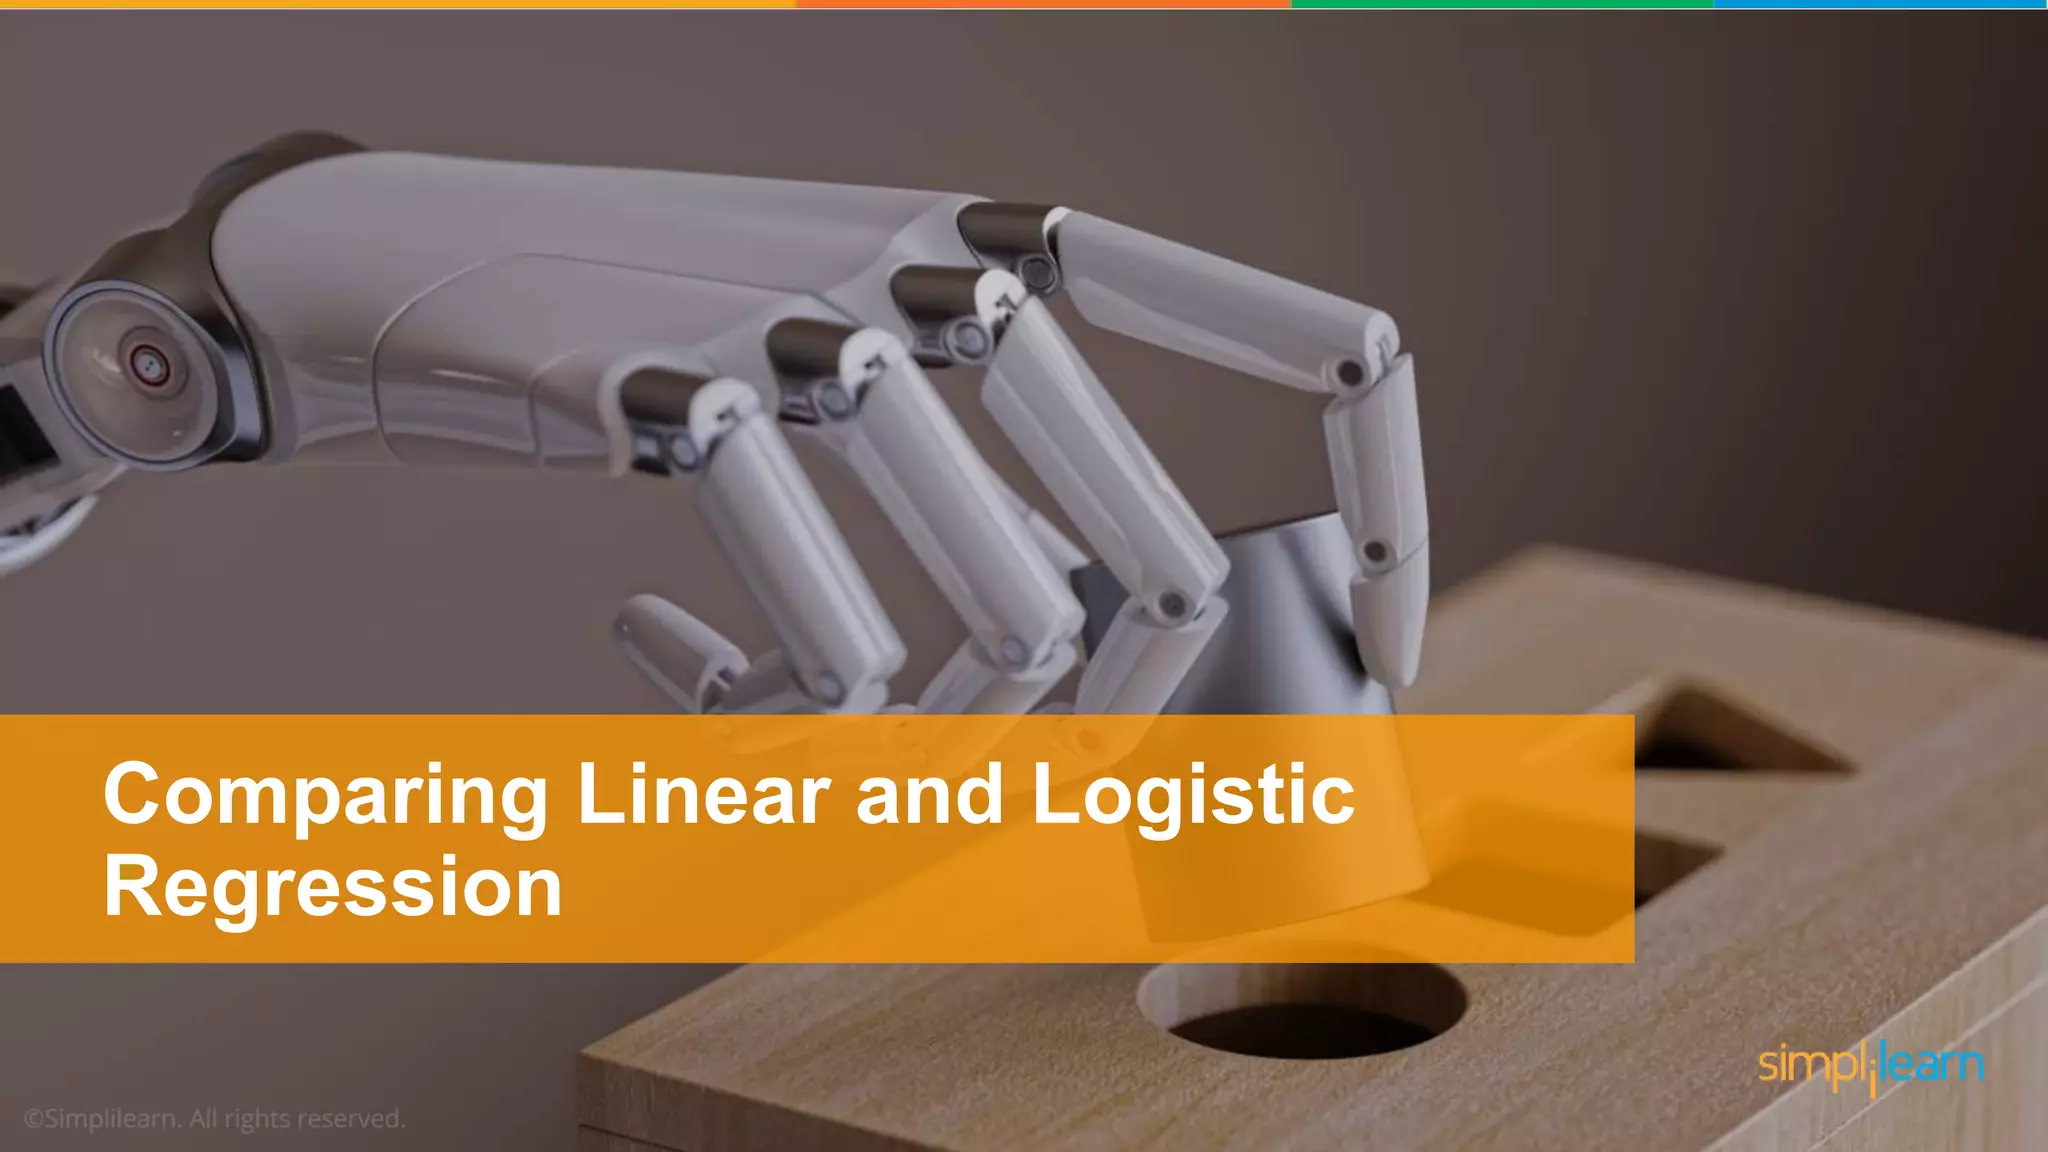 Comparing Linear and Logistic
Regression
simplilearn
©Simplilearn. All rights reserved.